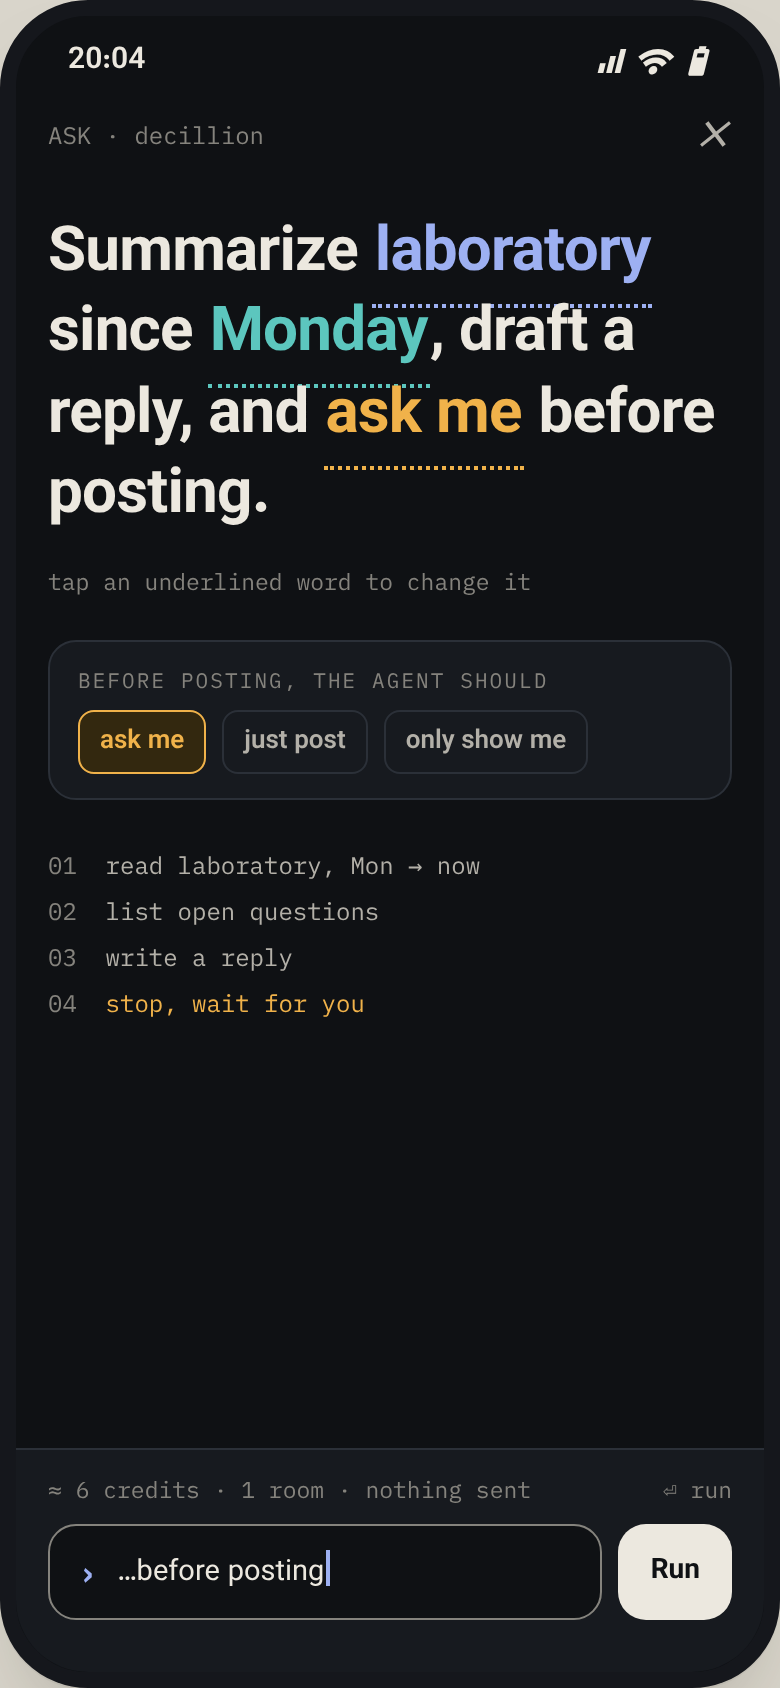 20:04
ASK · decillion
Summarize laboratory
since Monday, draft a
reply, and ask me before
posting.
tap an underlined word to change it
BEFORE POSTING, THE AGENT SHOULD
ask me
just post
only show me
01 read laboratory, Mon → now
02 list open questions
03 write a reply
04 stop, wait for you
≈ 6 credits · 1 room · nothing sent
⏎ run
› …before posting
Run